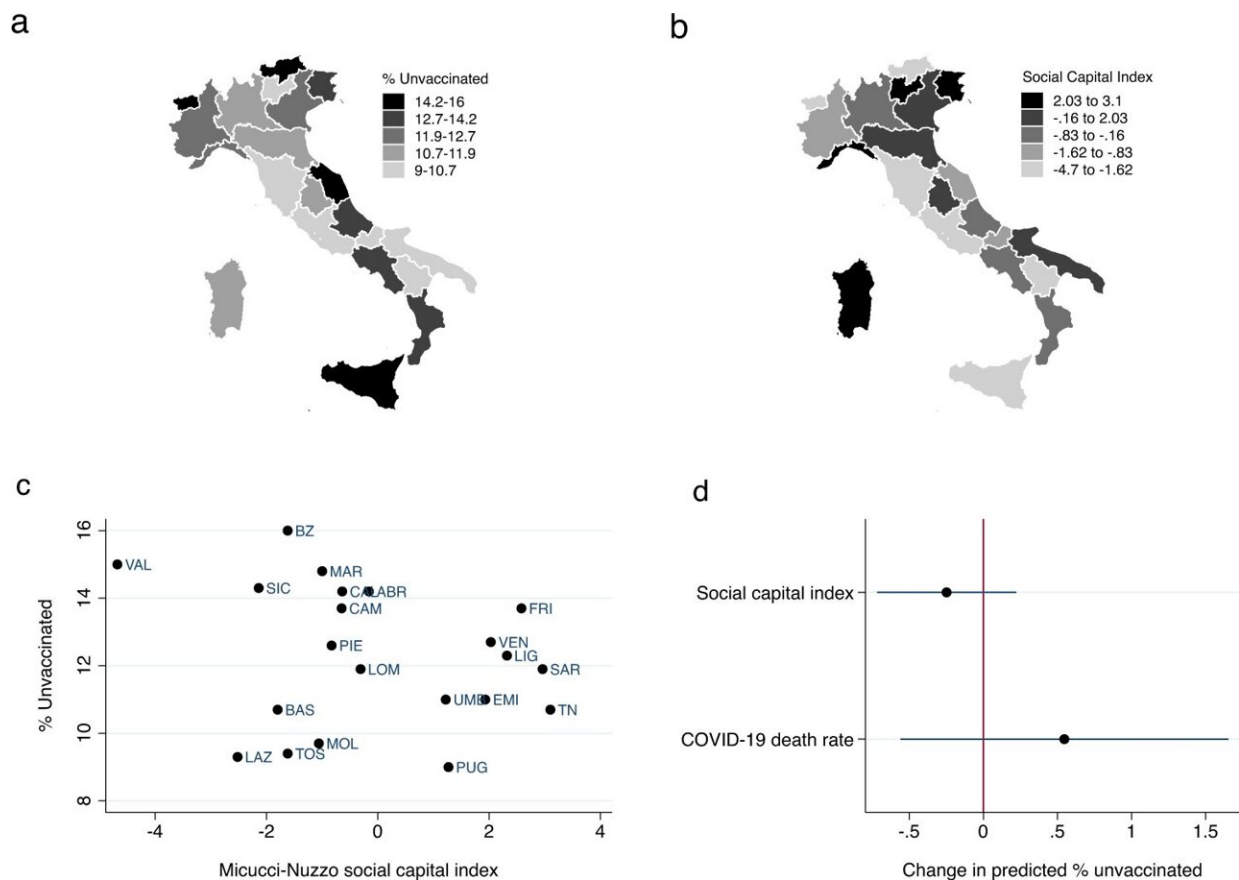 a
% Unvaccinated
14.2-16
12.7-14.2
11.9-12.7
10.7-11.9
9-10.7
b
Social Capital Index
2.03 to 3.1
-.16 to 2.03
-.83 to -.16
-1.62 to -.83
-4.7 to -1.62
c
% Unvaccinated
16
14
12
10
8
BZ
VAL
MAR
SIC
CALABR
CAM
FRI
VEN
PIE
LIG
LOM
SAR
UMB
EMI
BAS
TN
MOL
TOS
LAZ
PUG
-4 -2 0 2 4
Micucci-Nuzzo social capital index
d
Social capital index
COVID-19 death rate
-.5 0 .5 1 1.5
Change in predicted % unvaccinated